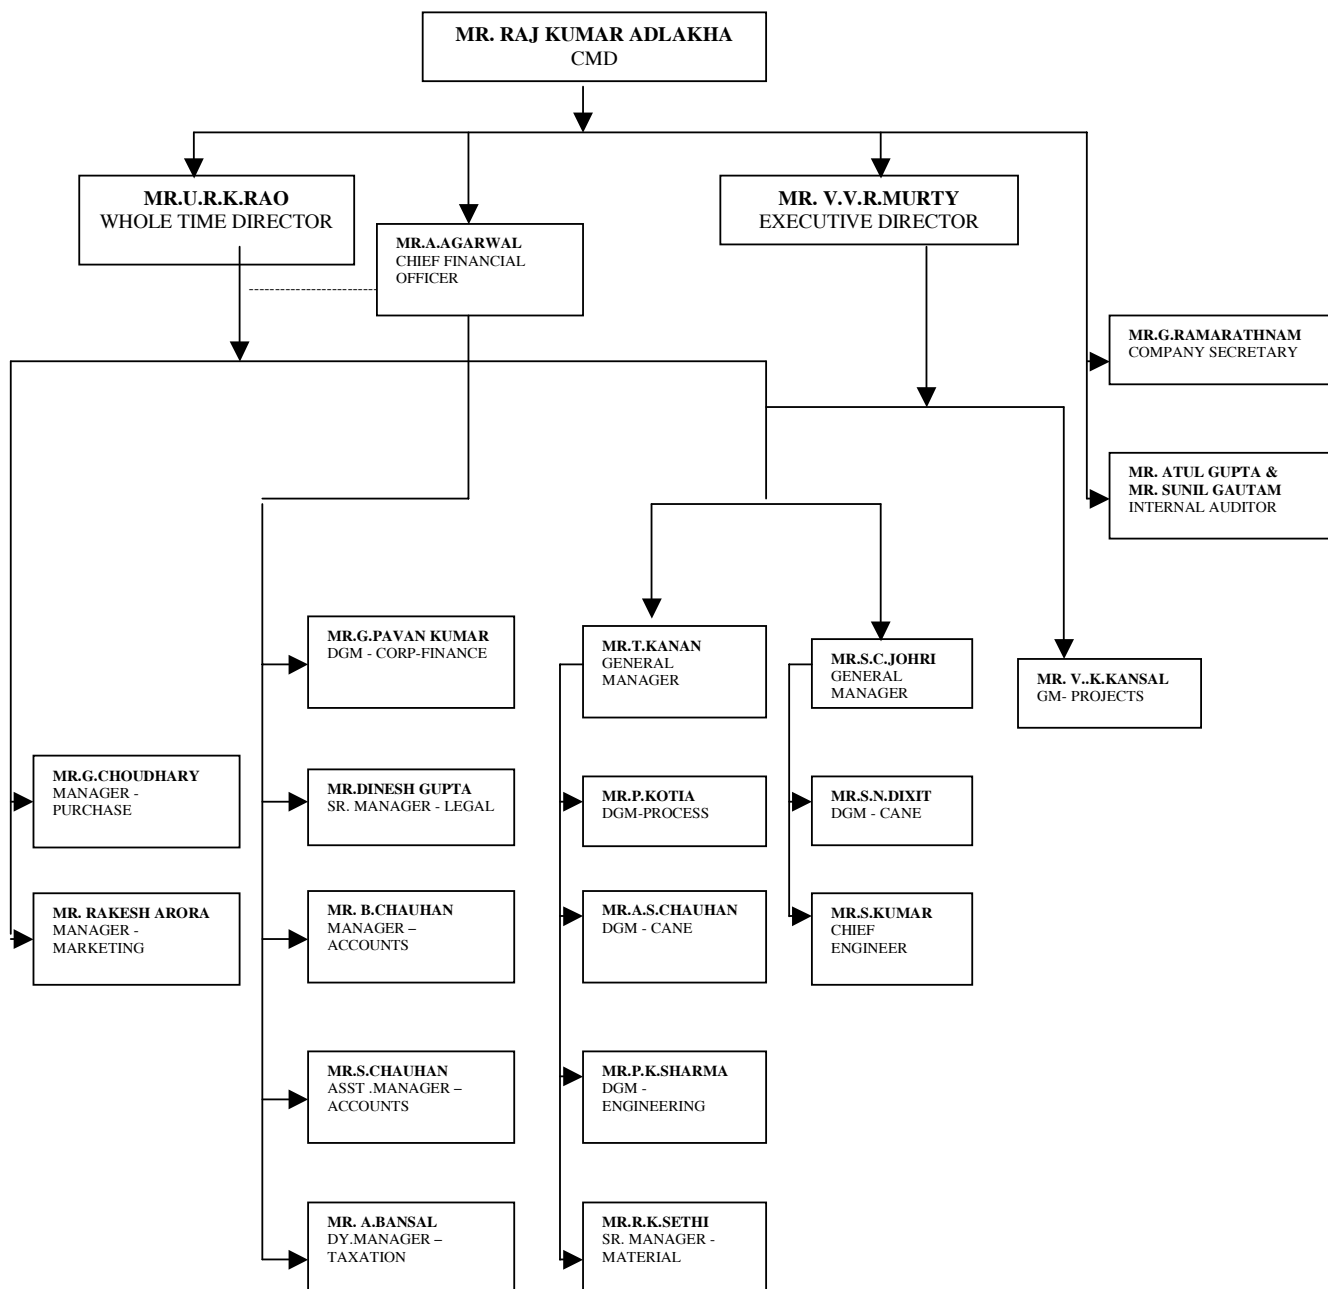 MR. RAJ KUMAR ADLAKHA
CMD
MR.U.R.K.RAO
WHOLE TIME DIRECTOR
MR.A.AGARWAL
CHIEF FINANCIAL
OFFICER
MR. V.V.R.MURTY
EXECUTIVE DIRECTOR
MR.G.RAMARATHNAM
COMPANY SECRETARY
MR. ATUL GUPTA &
MR. SUNIL GAUTAM
INTERNAL AUDITOR
MR.G.PAVAN KUMAR
DGM - CORP-FINANCE
MR.T.KANAN
GENERAL
MANAGER
MR.S.C.JOHRI
GENERAL
MANAGER
MR. V..K.KANSAL
GM- PROJECTS
MR.G.CHOUDHARY
MANAGER -
PURCHASE
MR.DINESH GUPTA
SR. MANAGER - LEGAL
MR.P.KOTIA
DGM-PROCESS
MR.S.N.DIXIT
DGM - CANE
MR. RAKESH ARORA
MANAGER -
MARKETING
MR. B.CHAUHAN
MANAGER –
ACCOUNTS
MR.A.S.CHAUHAN
DGM - CANE
MR.S.KUMAR
CHIEF
ENGINEER
MR.S.CHAUHAN
ASST .MANAGER –
ACCOUNTS
MR.P.K.SHARMA
DGM -
ENGINEERING
MR. A.BANSAL
DY.MANAGER –
TAXATION
MR.R.K.SETHI
SR. MANAGER -
MATERIAL